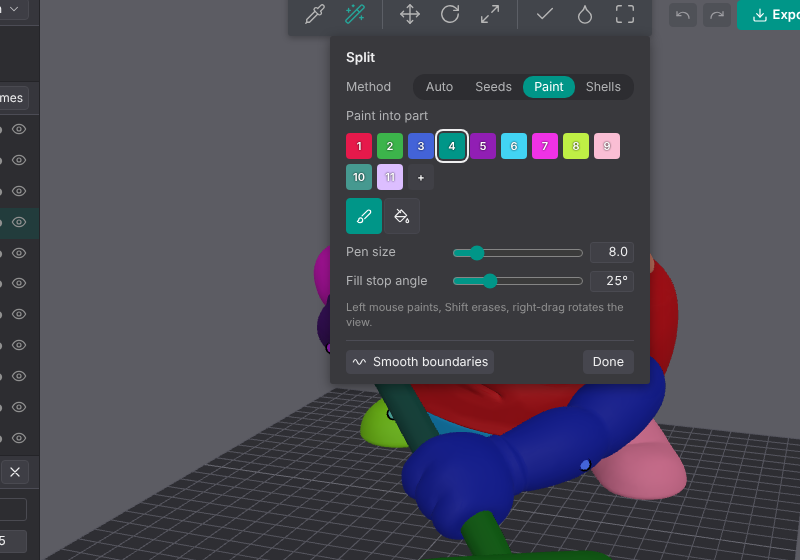 n
Expo
mes
Split
Method Auto Seeds Paint Shells
Paint into part
1 2 3 4 5 6 7 8 9
10 11 +
Pen size 8.0
Fill stop angle 25°
Left mouse paints, Shift erases, right-drag rotates the
view.
Smooth boundaries Done
5